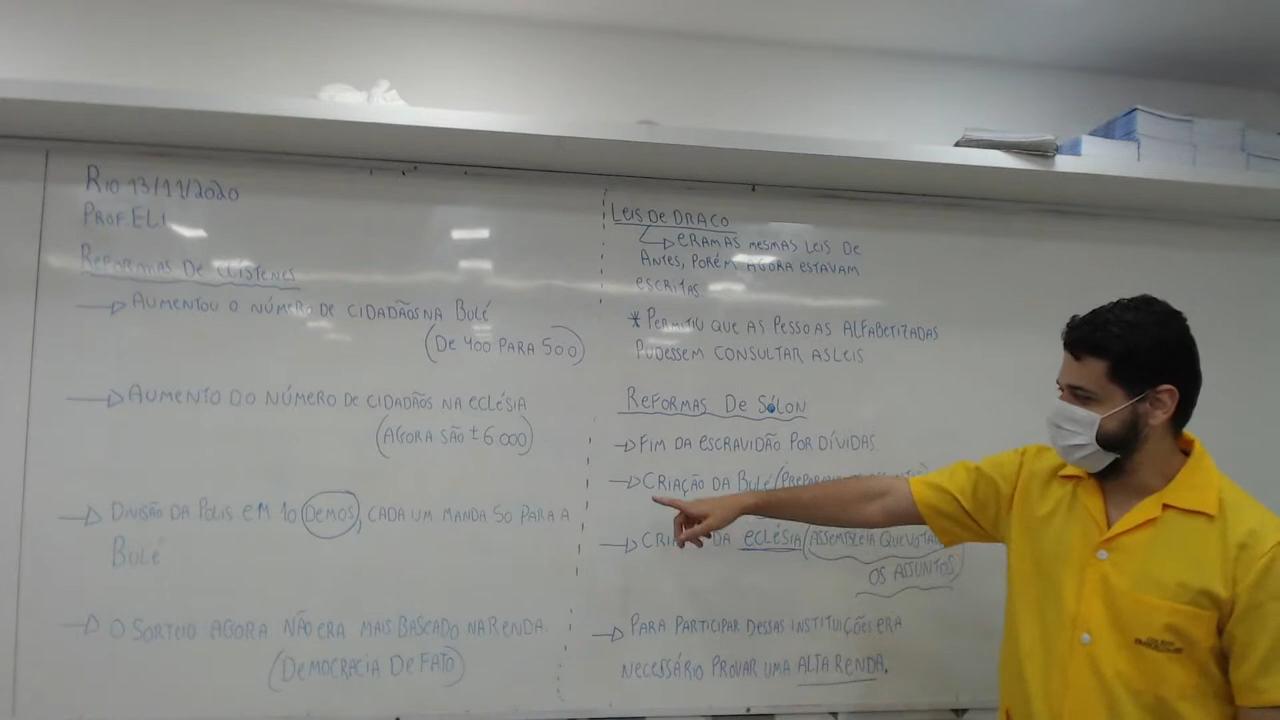 RIO 13/11/2020
PROF. ELI
REFORMAS DE CLÍSTENES
AUMENTOU O NÚMERO DE CIDADÃOS NA BULÉ
(DE 400 PARA 500)
AUMENTO DO NÚMERO DE CIDADÃOS NA ECLÉSIA
(AGORA SÃO ± 6000)
DIVISÃO DA POLIS EM 10 DEMOS, CADA UM MANDA 50 PARA A
BULÉ
O SORTEIO AGORA NÃO ERA MAIS BASEADO NA RENDA.
(DEMOCRACIA DE FATO)
LEIS DE DRACO
ERAM AS MESMAS LEIS DE
ANTES, PORÉM AGORA ESTAVAM
ESCRITAS.
* PERMITIU QUE AS PESSOAS ALFABETIZADAS
PUDESSEM CONSULTAR AS LEIS
REFORMAS DE SÓLON
FIM DA ESCRAVIDÃO POR DÍVIDAS.
CRIAÇÃO DA BULÉ
DA ECLÉSIA (ASSEMBLEIA QUE
OS ASSUNTOS)
PARA PARTICIPAR DESSAS INSTITUIÇÕES ERA
NECESSÁRIO PROVAR UMA ALTA RENDA.